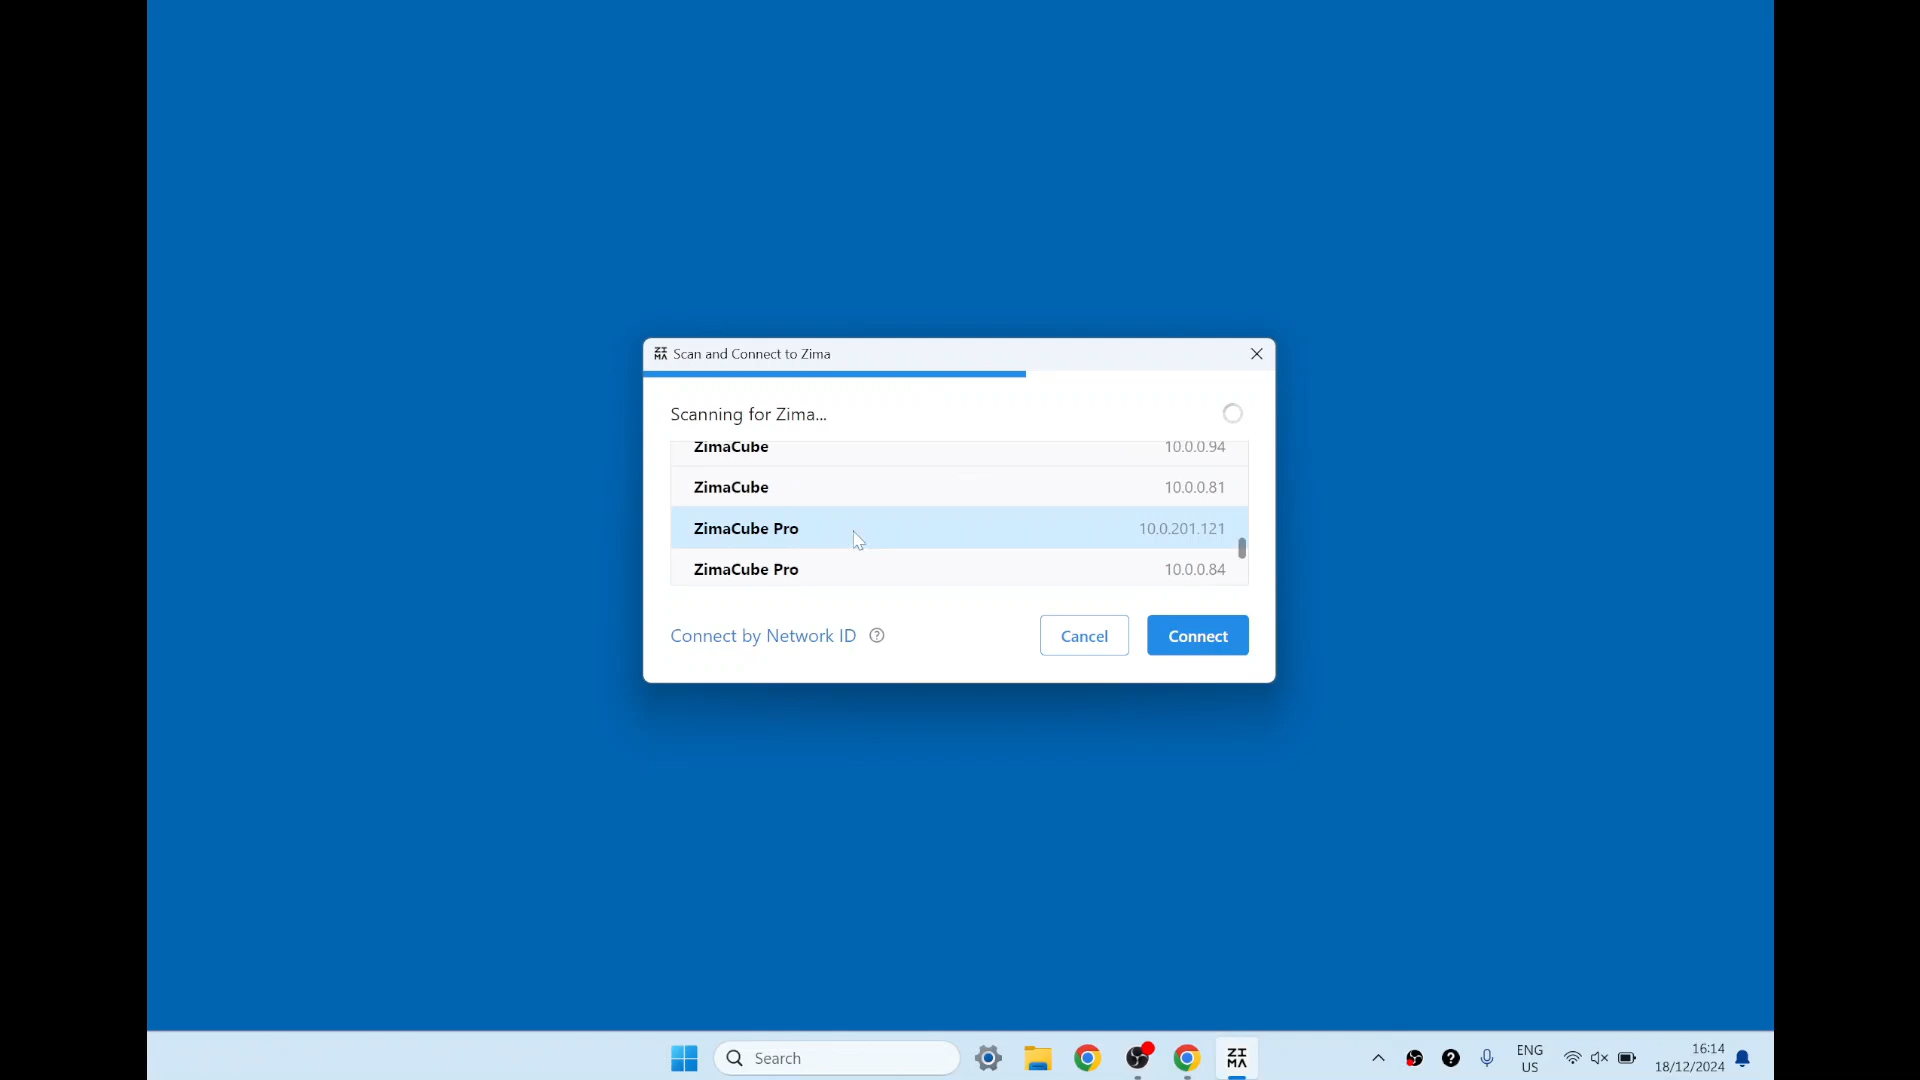 ZIMA Scan and Connect to Zima
Scanning for Zima...
ZimaCube 10.0.0.94
ZimaCube 10.0.0.81
ZimaCube Pro 10.0.201.121
ZimaCube Pro 10.0.0.84
Connect by Network ID ?
Cancel
Connect
Search
ZIMA
?
ENG
US
16:14
18/12/2024